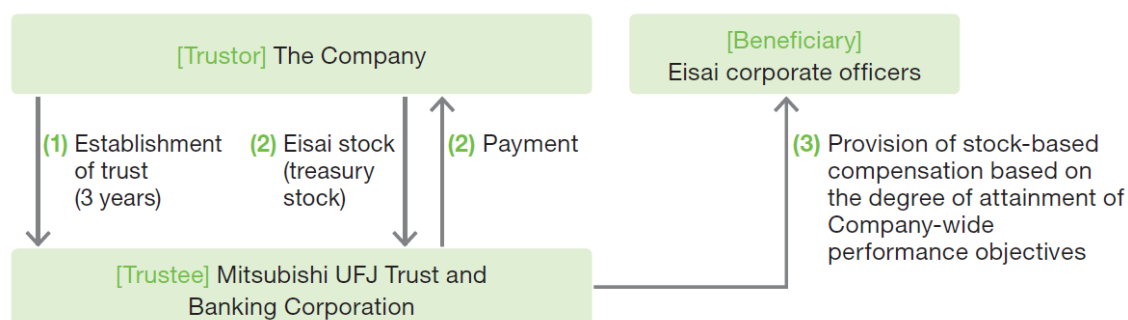 [Trustor] The Company
[Beneficiary]
Eisai corporate officers
(1) Establishment
of trust
(3 years)
(2) Eisai stock
(treasury
stock)
(2) Payment
(3) Provision of stock-based
compensation based on
the degree of attainment of
Company-wide
performance objectives
[Trustee] Mitsubishi UFJ Trust and
Banking Corporation